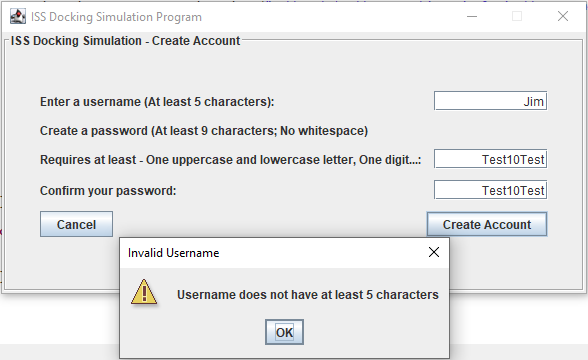 ISS Docking Simulation Program
ISS Docking Simulation - Create Account
Enter a username (At least 5 characters):
Jim
Create a password (At least 9 characters; No whitespace)
Requires at least - One uppercase and lowercase letter, One digit...:
Test10Test
Confirm your password:
Test10Test
Cancel
Create Account
Invalid Username
Username does not have at least 5 characters
OK